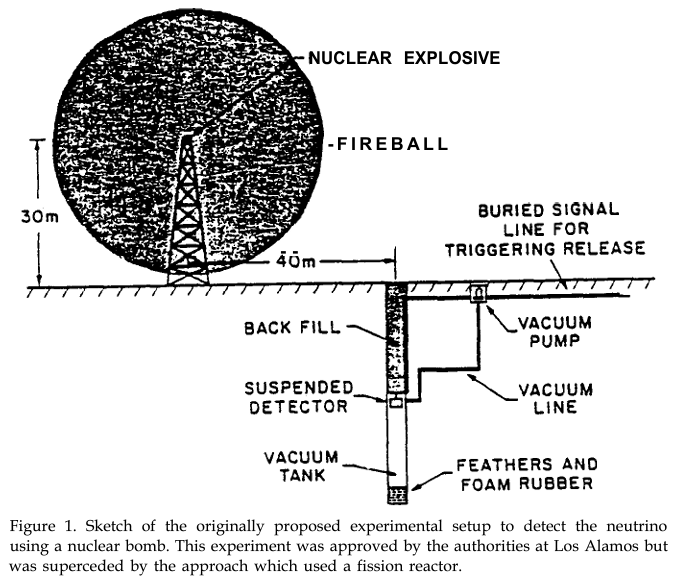 NUCLEAR EXPLOSIVE
-FIREBALL
30m
40m
BURIED SIGNAL
LINE FOR
TRIGGERING RELEASE
BACK FILL
VACUUM
PUMP
SUSPENDED
DETECTOR
VACUUM
LINE
VACUUM
TANK
FEATHERS AND
FOAM RUBBER
Figure 1. Sketch of the originally proposed experimental setup to detect the neutrino
using a nuclear bomb. This experiment was approved by the authorities at Los Alamos but
was superceded by the approach which used a fission reactor.